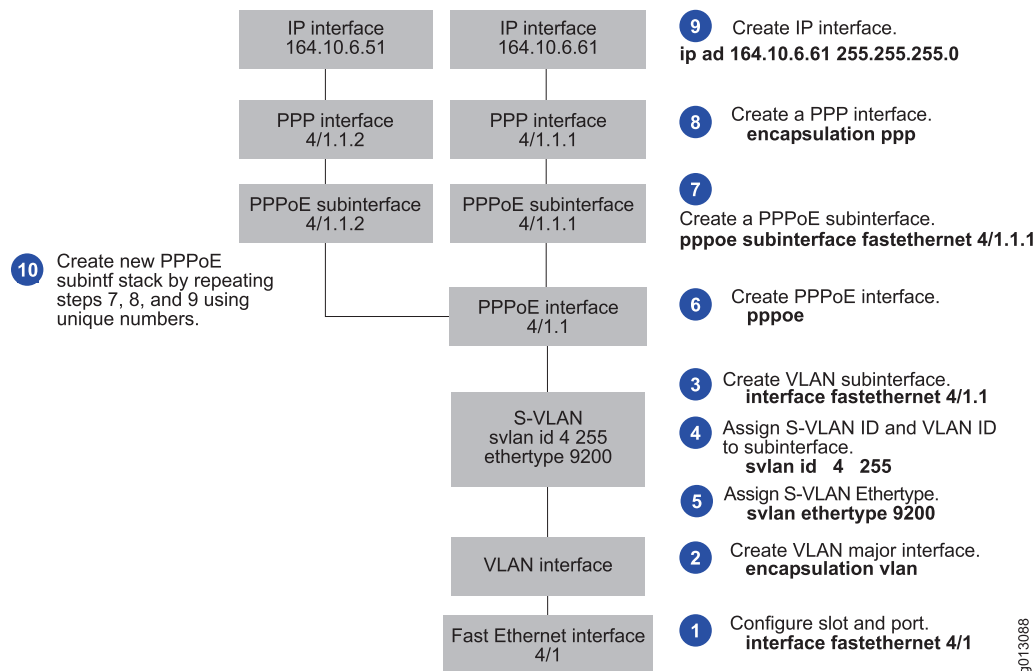 IP interface
164.10.6.51
IP interface
164.10.6.61
9 Create IP interface.
ip ad 164.10.6.61 255.255.255.0
PPP interface
4/1.1.2
PPP interface
4/1.1.1
8 Create a PPP interface.
encapsulation ppp
PPPoE subinterface
4/1.1.2
PPPoE subinterface
4/1.1.1
7
Create a PPPoE subinterface.
pppoe subinterface fastethernet 4/1.1.1
10 Create new PPPoE
subintf stack by repeating
steps 7, 8, and 9 using
unique numbers.
PPPoE interface
4/1.1
6 Create PPPoE interface.
pppoe
3 Create VLAN subinterface.
interface fastethernet 4/1.1
S-VLAN
svlan id 4 255
ethertype 9200
4 Assign S-VLAN ID and VLAN ID
to subinterface.
svlan id 4 255
5 Assign S-VLAN Ethertype.
svlan ethertype 9200
VLAN interface
2 Create VLAN major interface.
encapsulation vlan
Fast Ethernet interface
4/1
1 Configure slot and port.
interface fastethernet 4/1
g013088